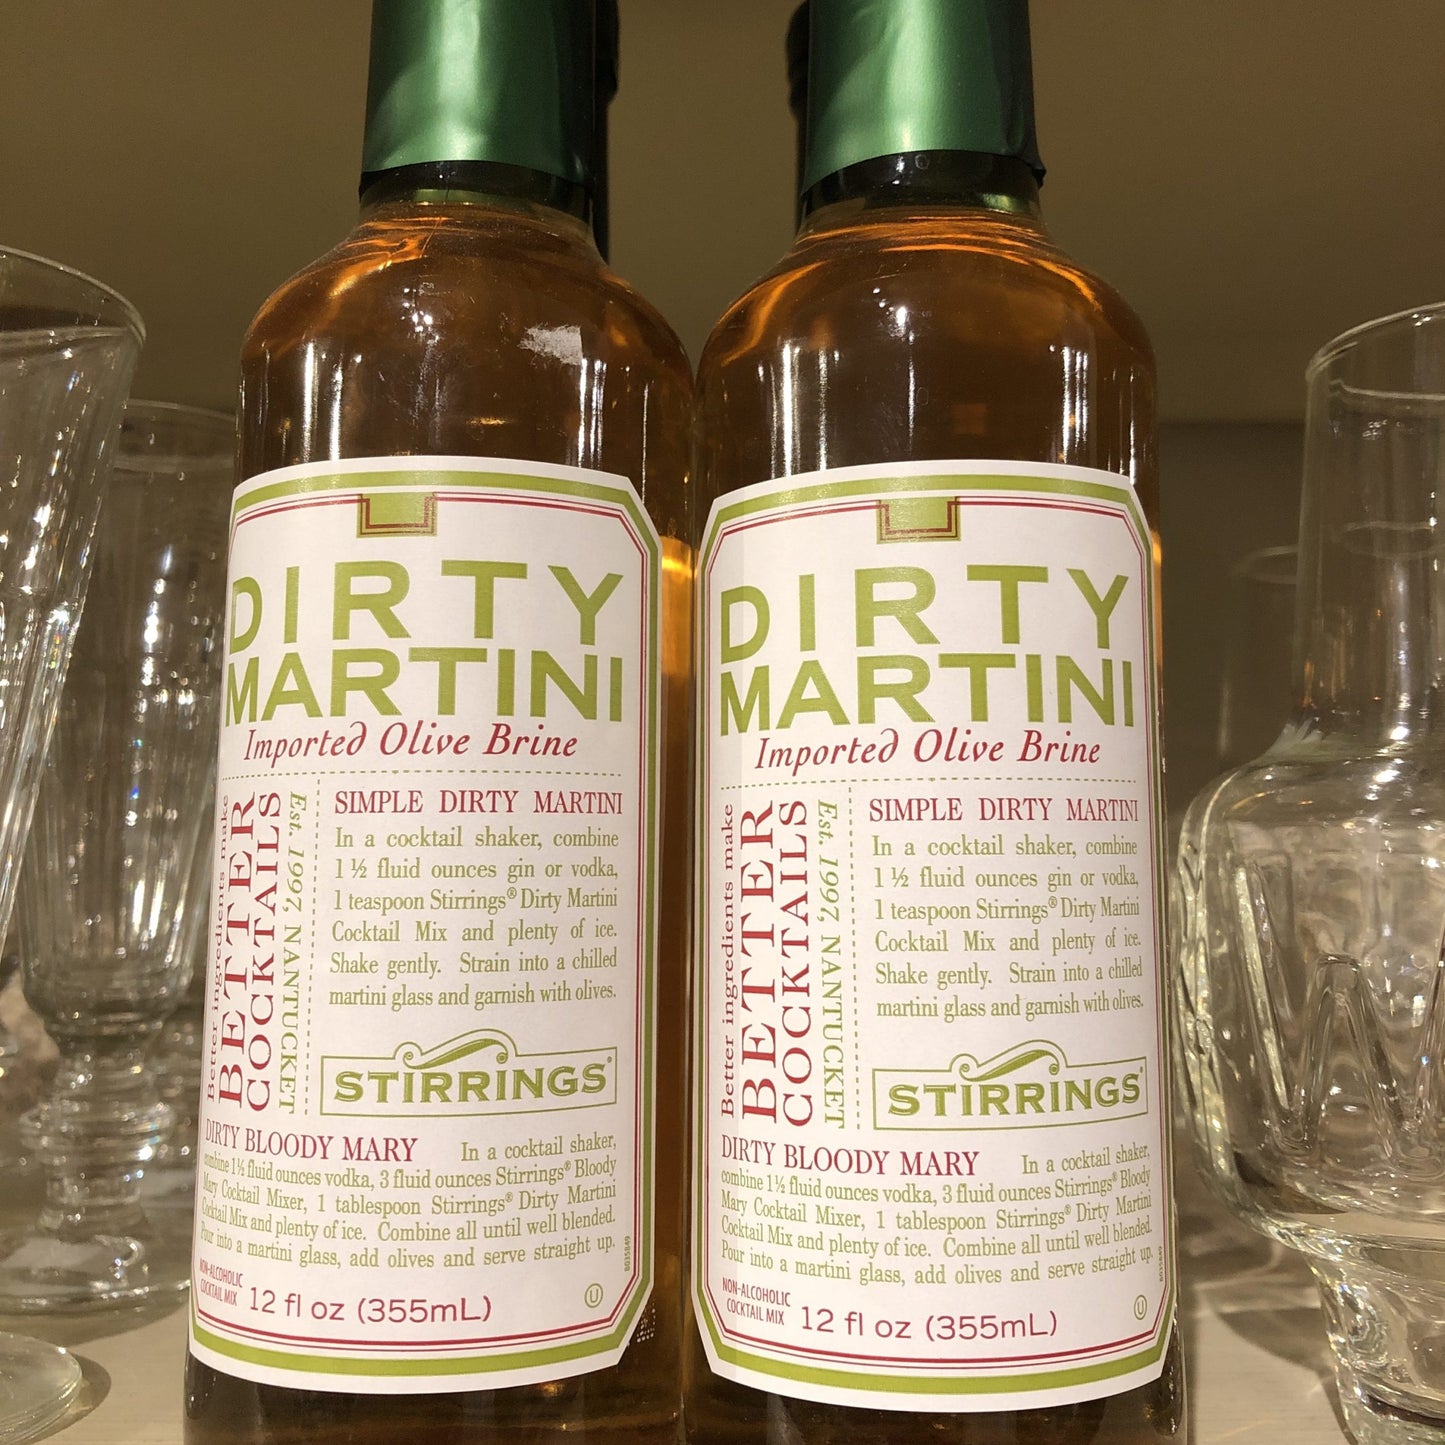 DIRTY
MARTINI
Imported Olive Brine
Better ingredients make
BETTER
COCKTAILS
Est. 1997, NANTUCKET
SIMPLE DIRTY MARTINI
In a cocktail shaker, combine
1 ½ fluid ounces gin or vodka,
1 teaspoon Stirrings® Dirty Martini
Cocktail Mix and plenty of ice.
Shake gently. Strain into a chilled
martini glass and garnish with olives.
STIRRINGS®
DIRTY BLOODY MARY In a cocktail shaker,
combine 1½ fluid ounces vodka, 3 fluid ounces Stirrings® Bloody
Mary Cocktail Mixer, 1 tablespoon Stirrings® Dirty Martini
Cocktail Mix and plenty of ice. Combine all until well blended.
Pour into a martini glass, add olives and serve straight up.
NON-ALCOHOLIC
COCKTAIL MIX
12 fl oz (355mL)
U
DIRTY
MARTINI
Imported Olive Brine
Better ingredients make
BETTER
COCKTAILS
Est. 1997, NANTUCKET
SIMPLE DIRTY MARTINI
In a cocktail shaker, combine
1 ½ fluid ounces gin or vodka,
1 teaspoon Stirrings® Dirty Martini
Cocktail Mix and plenty of ice.
Shake gently. Strain into a chilled
martini glass and garnish with olives.
STIRRINGS®
DIRTY BLOODY MARY In a cocktail shaker,
combine 1½ fluid ounces vodka, 3 fluid ounces Stirrings® Bloody
Mary Cocktail Mixer, 1 tablespoon Stirrings® Dirty Martini
Cocktail Mix and plenty of ice. Combine all until well blended.
Pour into a martini glass, add olives and serve straight up.
NON-ALCOHOLIC
COCKTAIL MIX
12 fl oz (355mL)
U